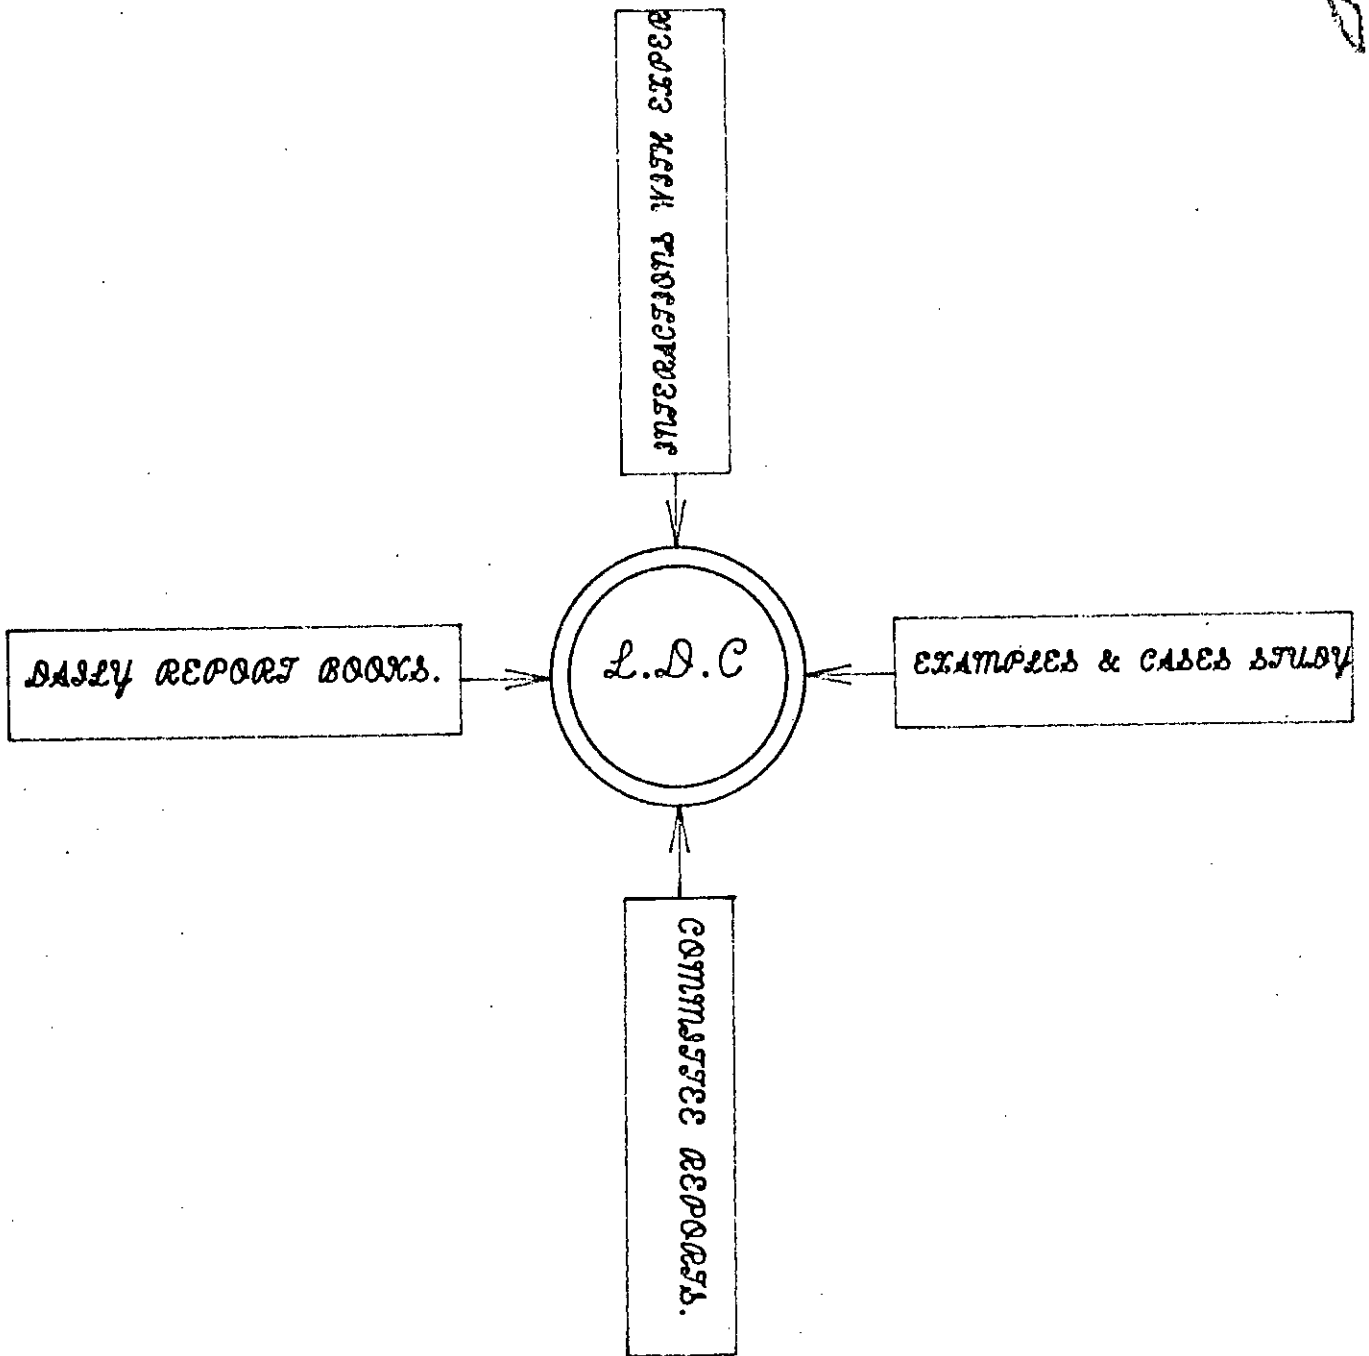 INTERACTIONS WITH EXPER
DAILY REPORT BOOKS.
L.D.C
EXAMPLES & CASES STUDY
COMMITTEE REPORTS.